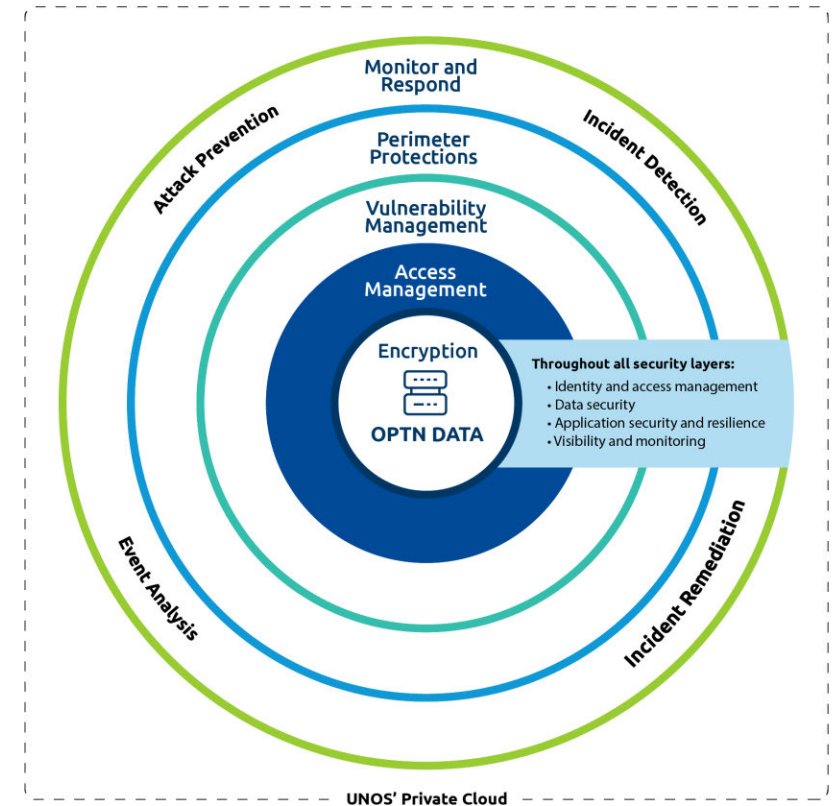 Monitor and
Respond
Attack Prevention
Incident Detection
Perimeter
Protections
Vulnerability
Management
Access
Management
Encryption
OPTN DATA
Throughout all security layers:
• Identity and access management
• Data security
• Application security and resilience
• Visibility and monitoring
Event Analysis
Incident Remediation
UNOS’ Private Cloud